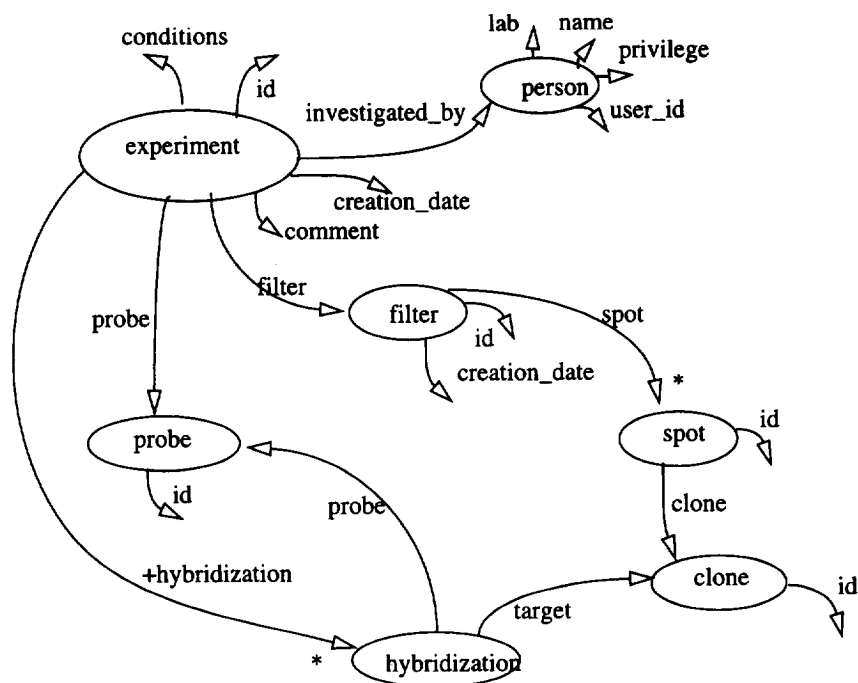 lab
name
conditions
privilege
id
person
investigated_by
user_id
experiment
creation_date
comment
filter
probe
filter
id
spot
creation_date
*
probe
spot
id
id
probe
clone
+hybridization
clone
id
target
*
hybridization